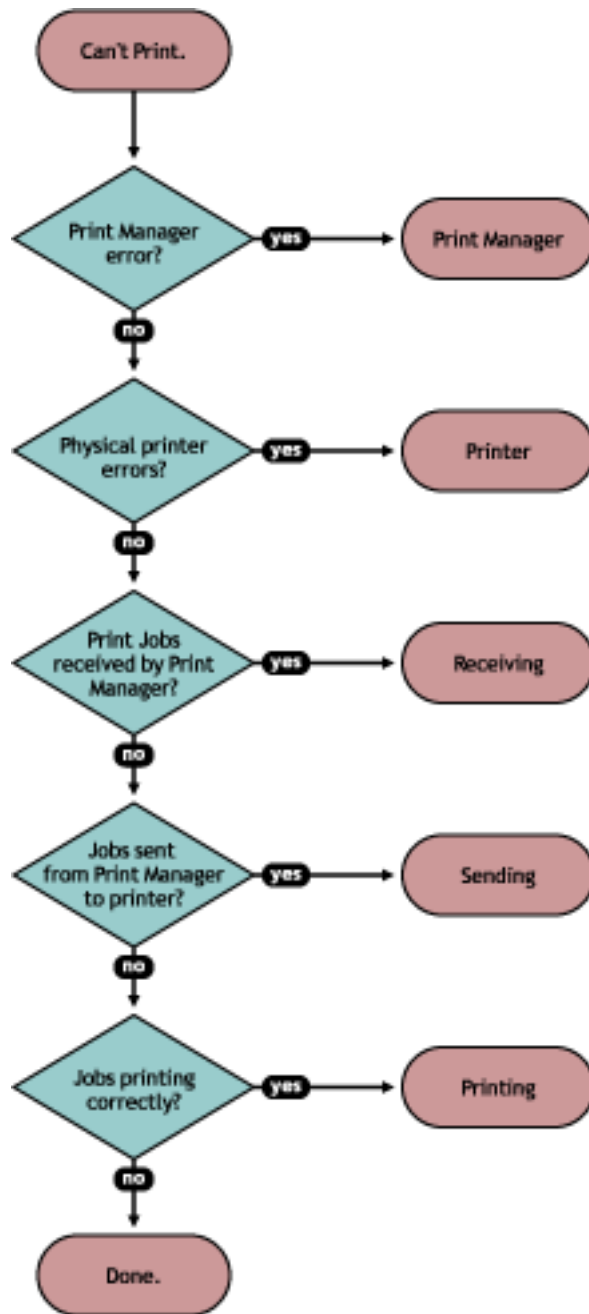 Can't Print.
Print Manager
error?
yes
Print Manager
no
Physical printer
errors?
yes
Printer
no
Print Jobs
received by Print
Manager?
yes
Receiving
no
Jobs sent
from Print Manager
to printer?
yes
Sending
no
Jobs printing
correctly?
yes
Printing
no
Done.